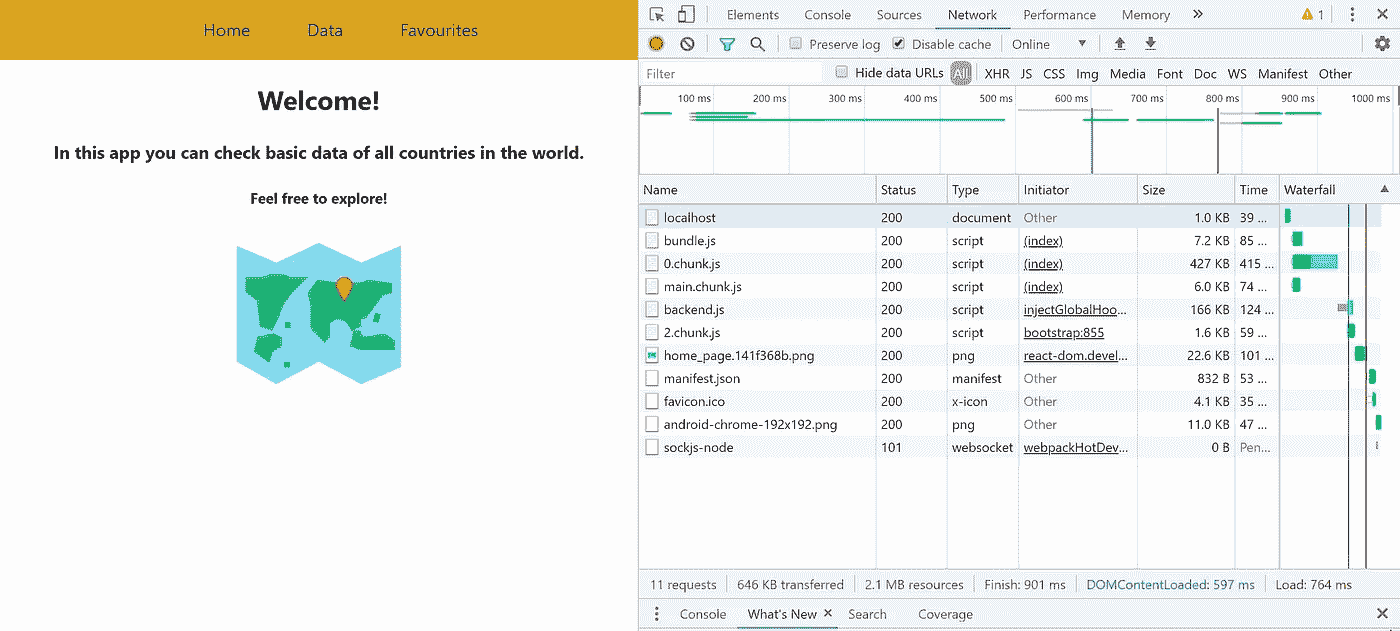 Home Data Favourites
Welcome!
In this app you can check basic data of all countries in the world.
Feel free to explore!
Elements Console Sources Network Performance Memory » 1
Preserve log Disable cache Online
Filter Hide data URLs All XHR JS CSS Img Media Font Doc WS Manifest Other
100 ms 200 ms 300 ms 400 ms 500 ms 600 ms 700 ms 800 ms 900 ms 1000 ms
Name Status Type Initiator Size Time Waterfall
localhost 200 document Other 1.0 KB 39 ...
bundle.js 200 script (index) 7.2 KB 85 ...
0.chunk.js 200 script (index) 427 KB 415 ...
main.chunk.js 200 script (index) 6.0 KB 74 ...
backend.js 200 script injectGlobalHoo... 166 KB 124 ...
2.chunk.js 200 script bootstrap:855 1.6 KB 59 ...
home_page.141f368b.png 200 png react-dom.devel... 22.6 KB 101 ...
manifest.json 200 manifest Other 832 B 53 ...
favicon.ico 200 x-icon Other 4.1 KB 35 ...
android-chrome-192x192.png 200 png Other 11.0 KB 47 ...
sockjs-node 101 websocket webpackHotDev... 0 B Pen...
11 requests 646 KB transferred 2.1 MB resources Finish: 901 ms DOMContentLoaded: 597 ms Load: 764 ms
Console What's New × Search Coverage